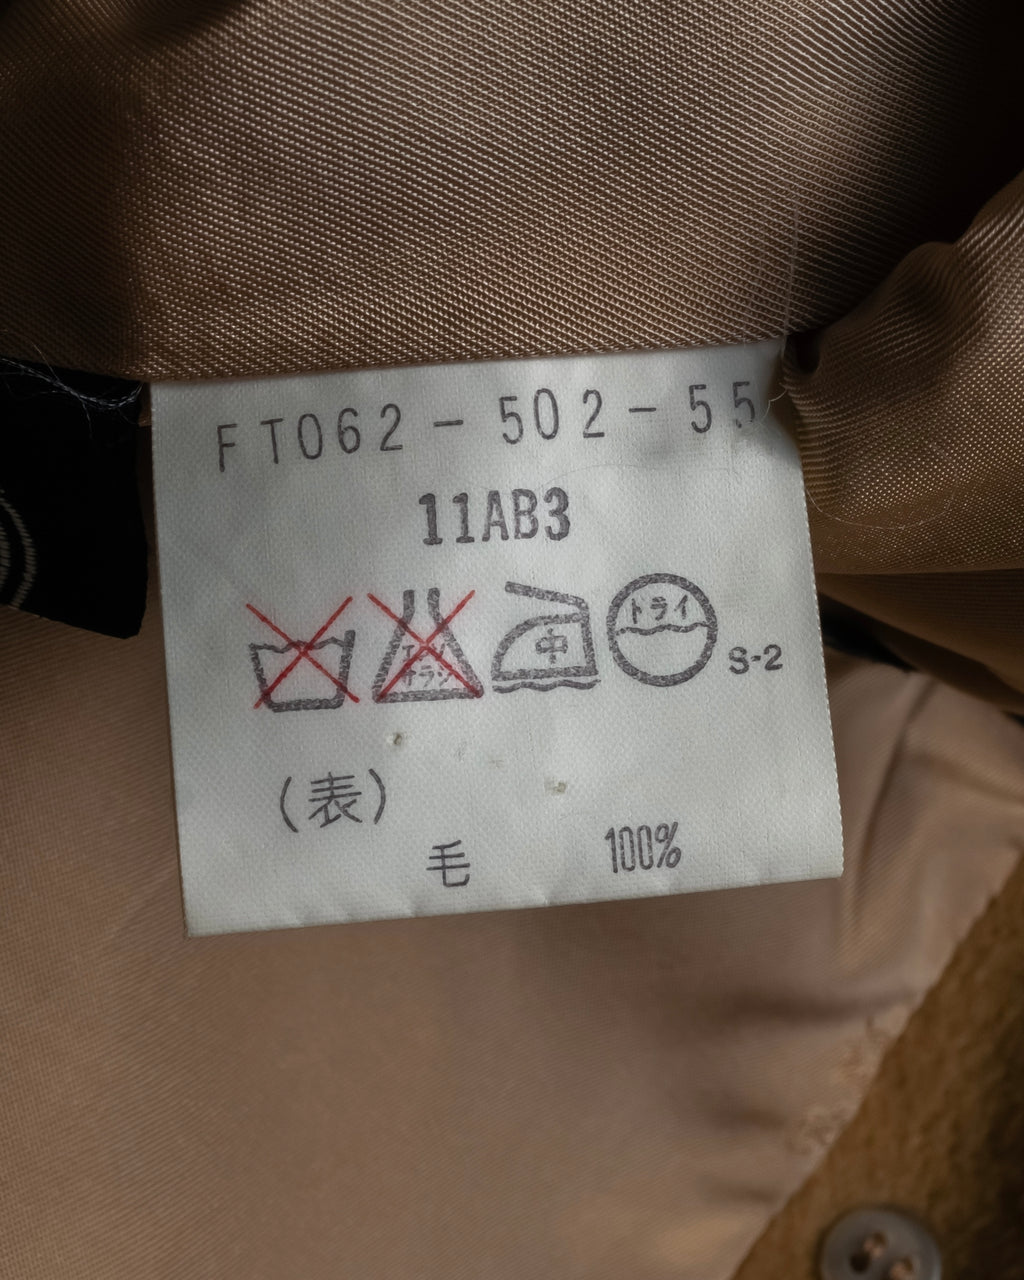 FT062-502-55
11AB3
エンソ
サラシ
中
ドライ
S-2
(表)
毛 100%